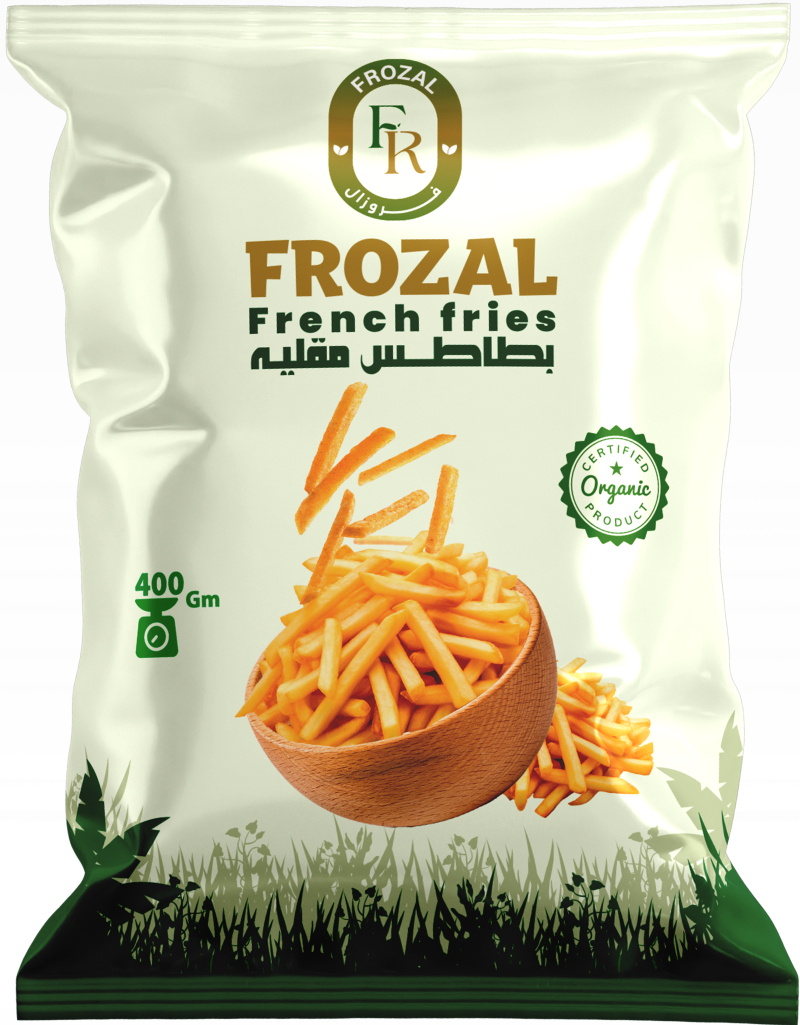 FROZAL
FR
فروزال
FROZAL
French fries
بطاطس مقليه
CERTIFIED
Organic
PRODUCT
400
Gm